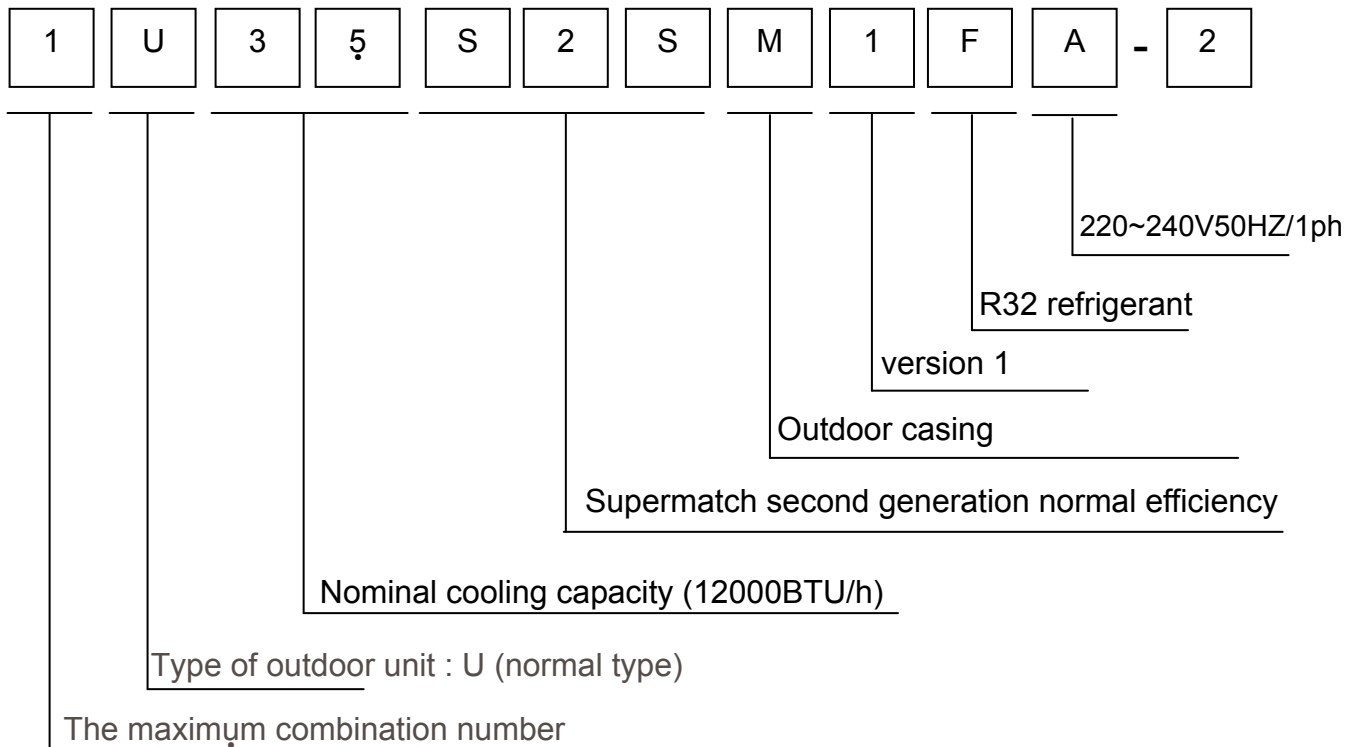 1 U 3 5 S 2 S M 1 F A - 2
220~240V50HZ/1ph
R32 refrigerant
version 1
Outdoor casing
Supermatch second generation normal efficiency
Nominal cooling capacity (12000BTU/h)
Type of outdoor unit : U (normal type)
The maximum combination number